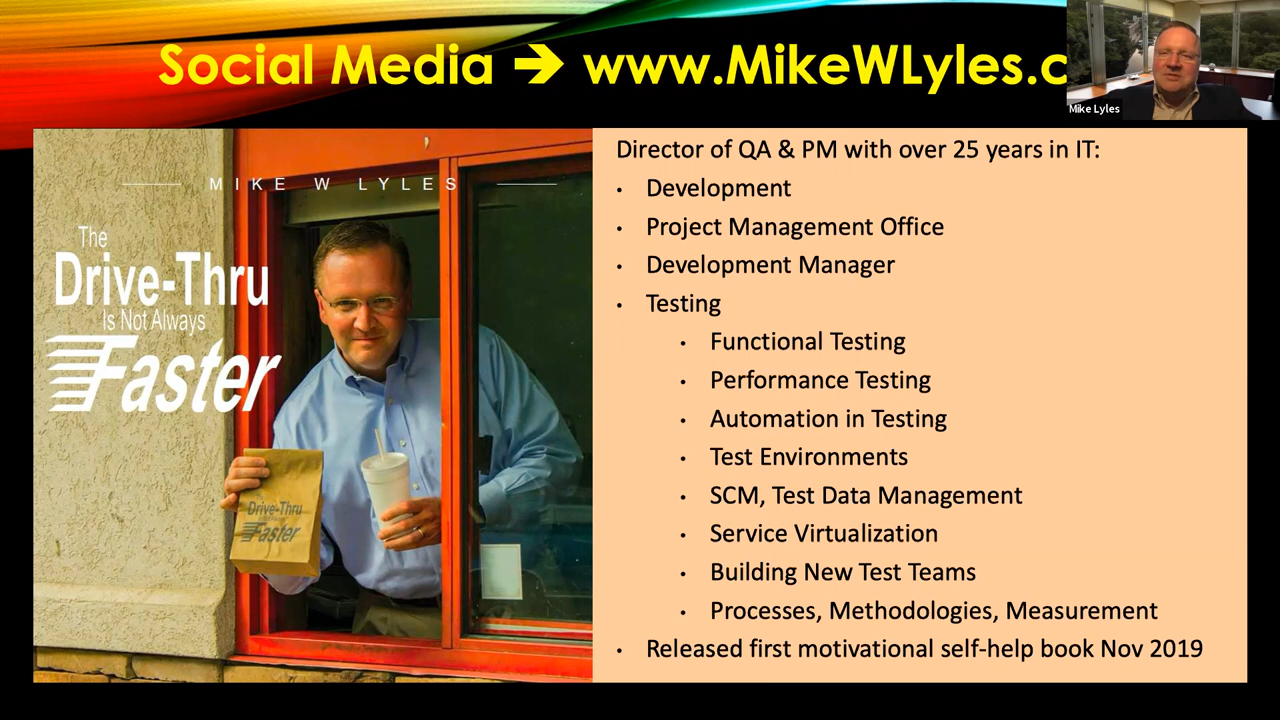 Social Media ➔ www.MikeWLyles.c
Mike Lyles
MIKE W LYLES
The
Drive-Thru
Is Not Always
Faster
Drive-Thru
Faster
Director of QA & PM with over 25 years in IT:
• Development
• Project Management Office
• Development Manager
• Testing
• Functional Testing
• Performance Testing
• Automation in Testing
• Test Environments
• SCM, Test Data Management
• Service Virtualization
• Building New Test Teams
• Processes, Methodologies, Measurement
• Released first motivational self-help book Nov 2019